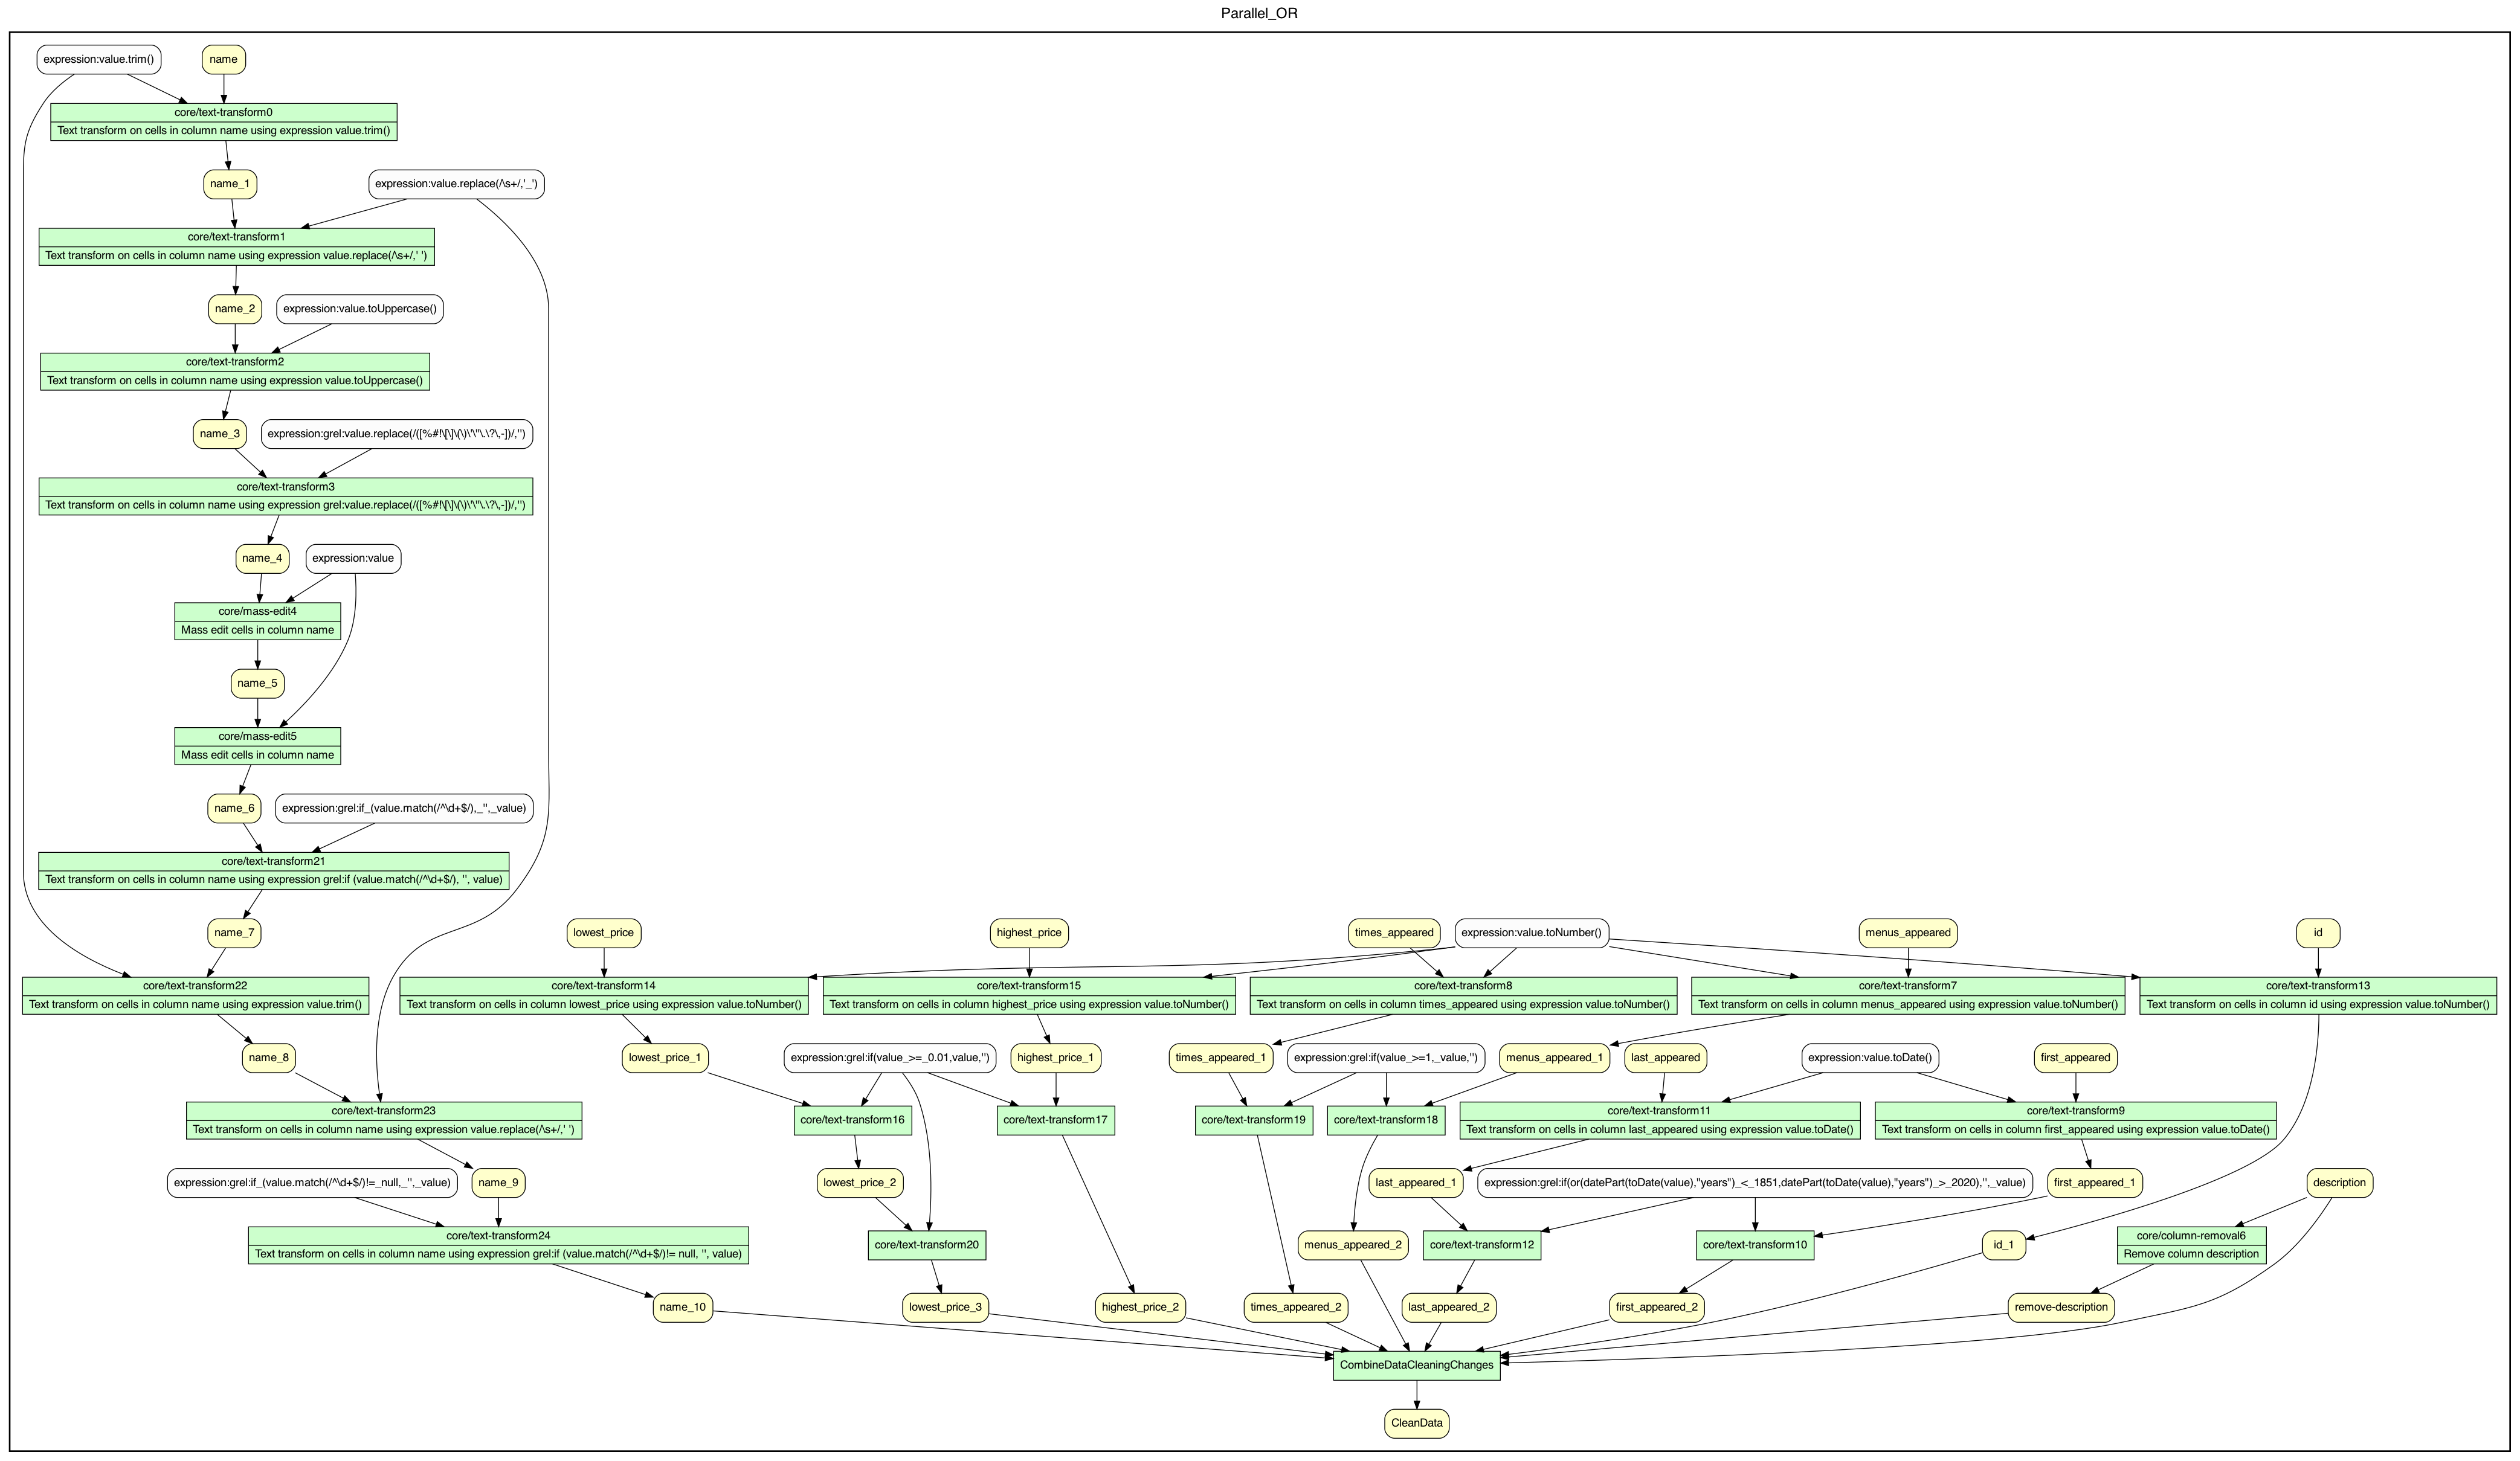 Parallel_OR
expression:value.trim()
name
core/text-transform0
Text transform on cells in column name using expression value.trim()
name_1
expression:value.replace(/\s+/,'_')
core/text-transform1
Text transform on cells in column name using expression value.replace(/\s+/,' ')
name_2
expression:value.toUppercase()
core/text-transform2
Text transform on cells in column name using expression value.toUppercase()
name_3
expression:grel:value.replace(/([%#!\[\]\(\)\'\"\.\?\,-])/,'')
core/text-transform3
Text transform on cells in column name using expression grel:value.replace(/([%#!\[\]\(\)\'\"\.\?\,-])/,'')
name_4
expression:value
core/mass-edit4
Mass edit cells in column name
name_5
core/mass-edit5
Mass edit cells in column name
name_6
expression:grel:if_(value.match(/^\d+$/),_'',_value)
core/text-transform21
Text transform on cells in column name using expression grel:if (value.match(/^\d+$/), '', value)
name_7
lowest_price
highest_price
times_appeared
expression:value.toNumber()
menus_appeared
id
core/text-transform22
Text transform on cells in column name using expression value.trim()
core/text-transform14
Text transform on cells in column lowest_price using expression value.toNumber()
core/text-transform15
Text transform on cells in column highest_price using expression value.toNumber()
core/text-transform8
Text transform on cells in column times_appeared using expression value.toNumber()
core/text-transform7
Text transform on cells in column menus_appeared using expression value.toNumber()
core/text-transform13
Text transform on cells in column id using expression value.toNumber()
name_8
lowest_price_1
expression:grel:if(value_>=_0.01,value,'')
highest_price_1
times_appeared_1
expression:grel:if(value_>=1,_value,'')
menus_appeared_1
last_appeared
expression:value.toDate()
first_appeared
core/text-transform23
Text transform on cells in column name using expression value.replace(/\s+/,' ')
core/text-transform16
core/text-transform17
core/text-transform19
core/text-transform18
core/text-transform11
Text transform on cells in column last_appeared using expression value.toDate()
core/text-transform9
Text transform on cells in column first_appeared using expression value.toDate()
expression:grel:if_(value.match(/^\d+$/)!=_null,_'',_value)
name_9
lowest_price_2
last_appeared_1
expression:grel:if(or(datePart(toDate(value),"years")_<_1851,datePart(toDate(value),"years")_>_2020),'',_value)
first_appeared_1
description
core/text-transform24
Text transform on cells in column name using expression grel:if (value.match(/^\d+$/)!= null, '', value)
core/text-transform20
menus_appeared_2
core/text-transform12
core/text-transform10
id_1
core/column-removal6
Remove column description
name_10
lowest_price_3
highest_price_2
times_appeared_2
last_appeared_2
first_appeared_2
remove-description
CombineDataCleaningChanges
CleanData